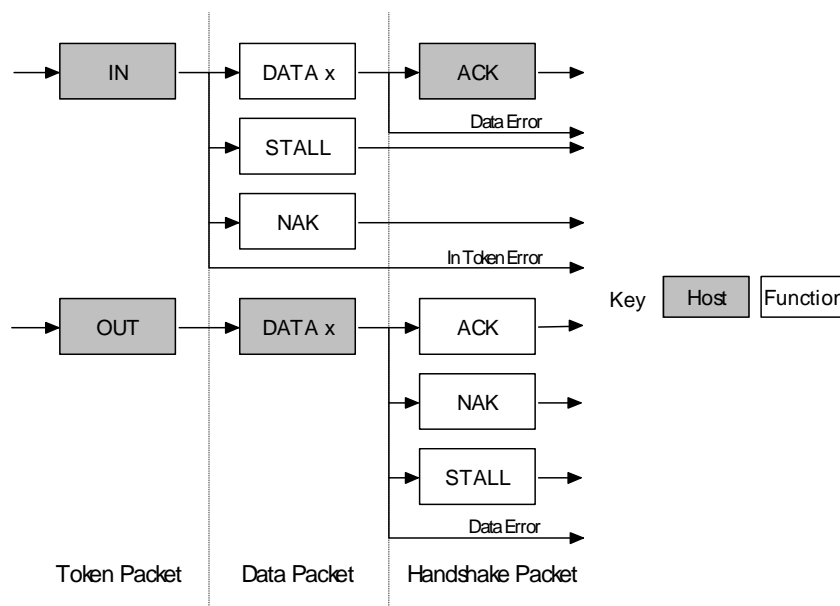 IN
DATA x
ACK
Data Error
STALL
NAK
In Token Error
Key
Host
Function
OUT
DATA x
ACK
NAK
STALL
Data Error
Token Packet
Data Packet
Handshake Packet